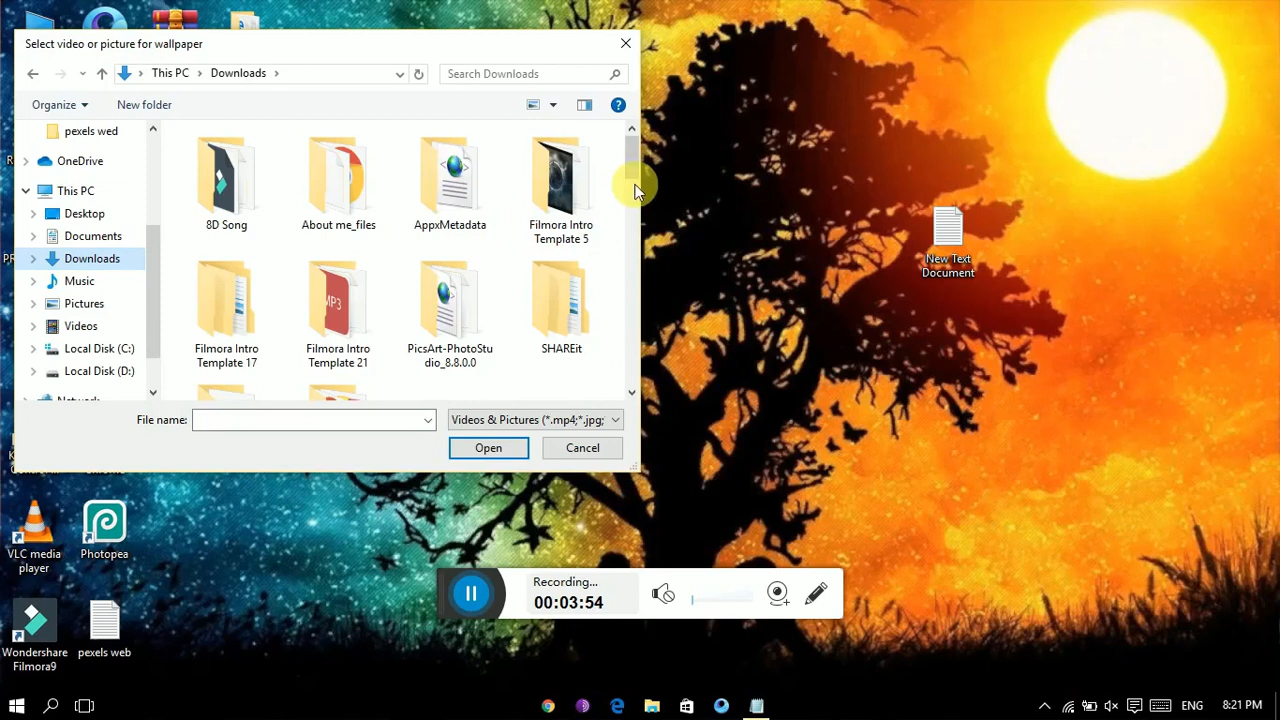 Select video or picture for wallpaper
This PC
Downloads
Search Downloads
Organize
New folder
pexels wed
OneDrive
This PC
Desktop
Documents
Downloads
Music
Pictures
Videos
Local Disk (C:)
Local Disk (D:)
8D Song
About me_files
AppxMetadata
Filmora Intro
Template 5
Filmora Intro
Template 17
Filmora Intro
Template 21
PicsArt-PhotoStu
dio_8.8.0.0
SHAREit
File name:
Videos & Pictures (*.mp4;*.jpg;
Open
Cancel
New Text
Document
VLC media
player
Photopea
Wondershare
Filmora9
pexels web
Recording...
00:03:54
ENG
8:21 PM